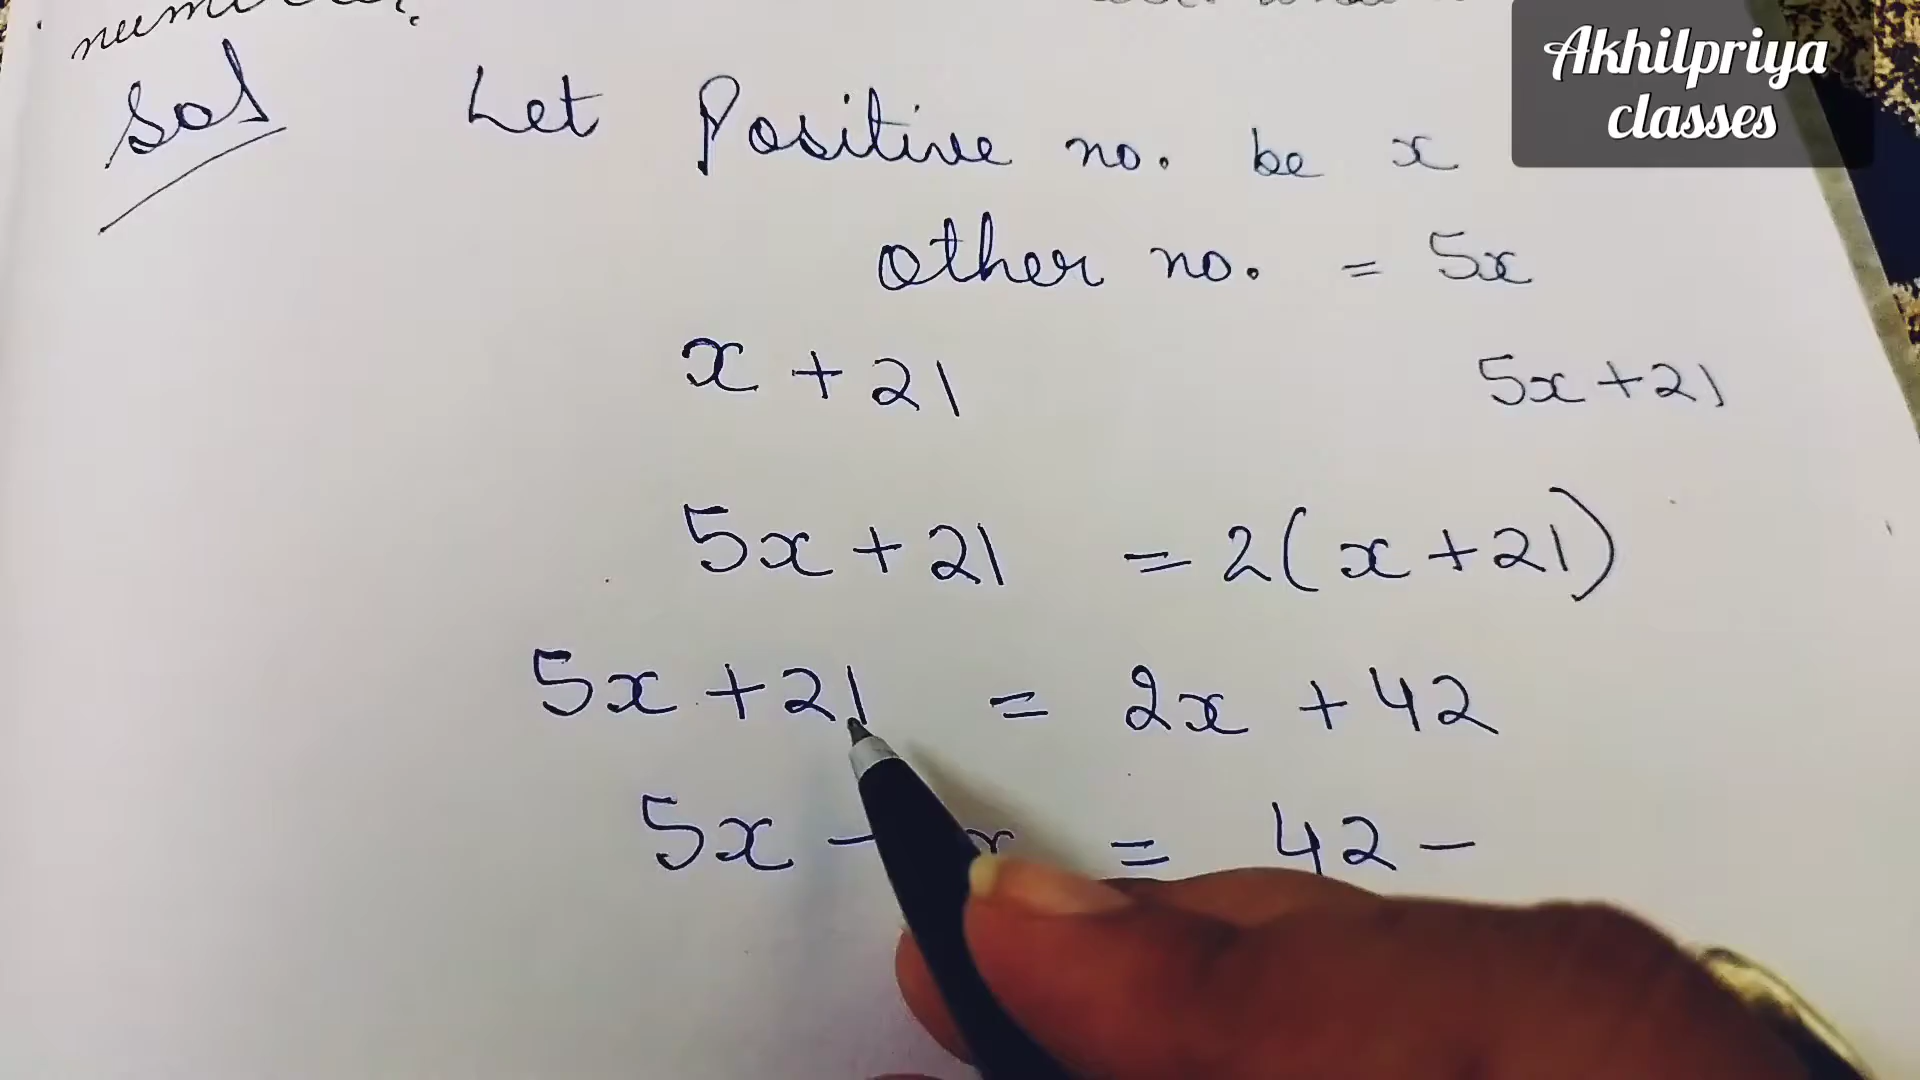 Sol Let Positive no. be x
other no. = 5x
x + 21 5x + 21
5x + 21 = 2(x + 21)
5x + 21 = 2x + 42
5x - x = 42 -
Akhilpriya
classes